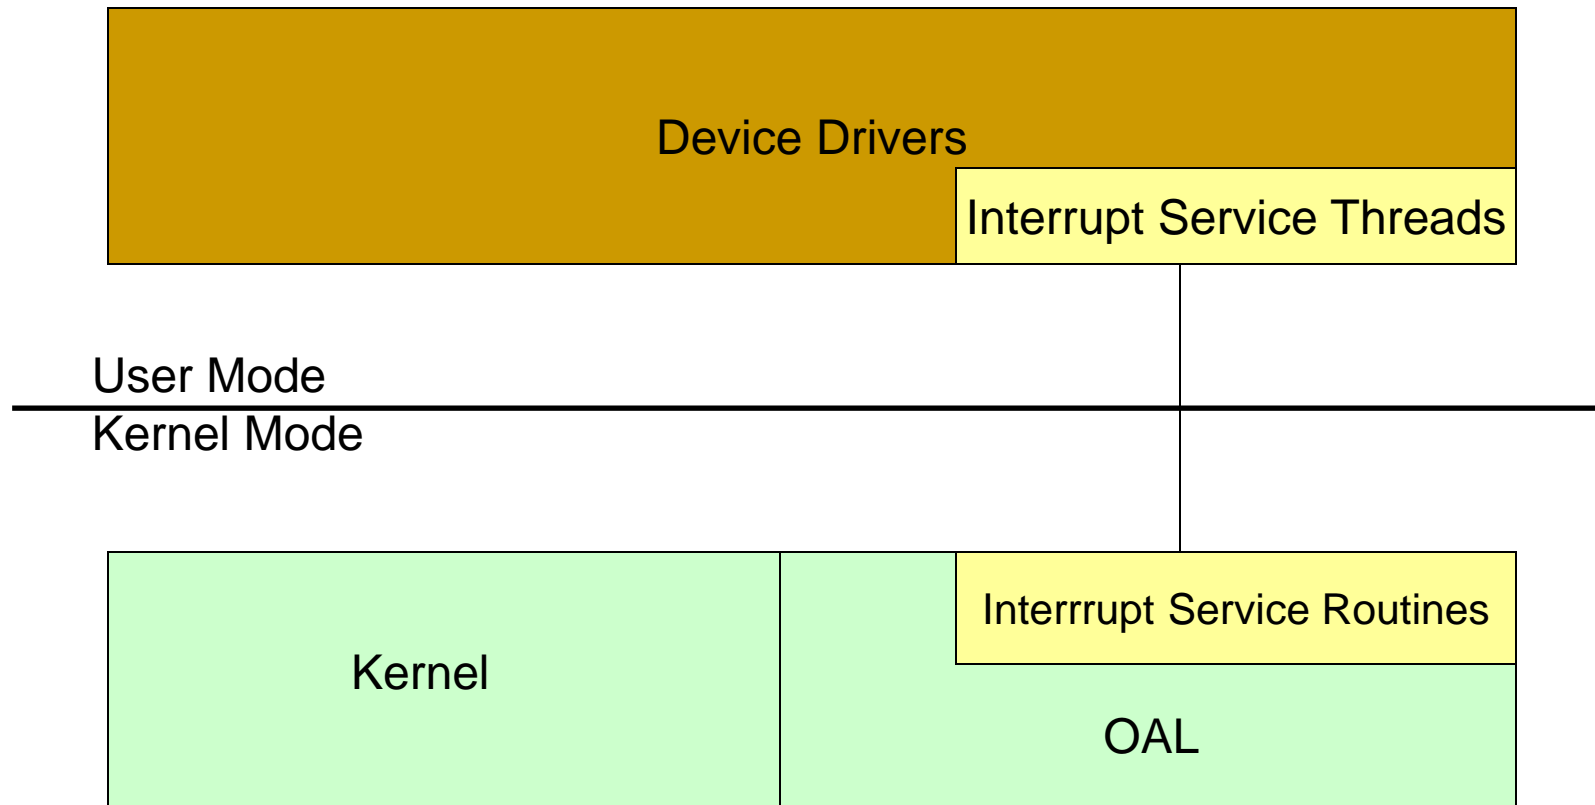 Device Drivers
Interrupt Service Threads
User Mode
Kernel Mode
Interrrupt Service Routines
Kernel
OAL